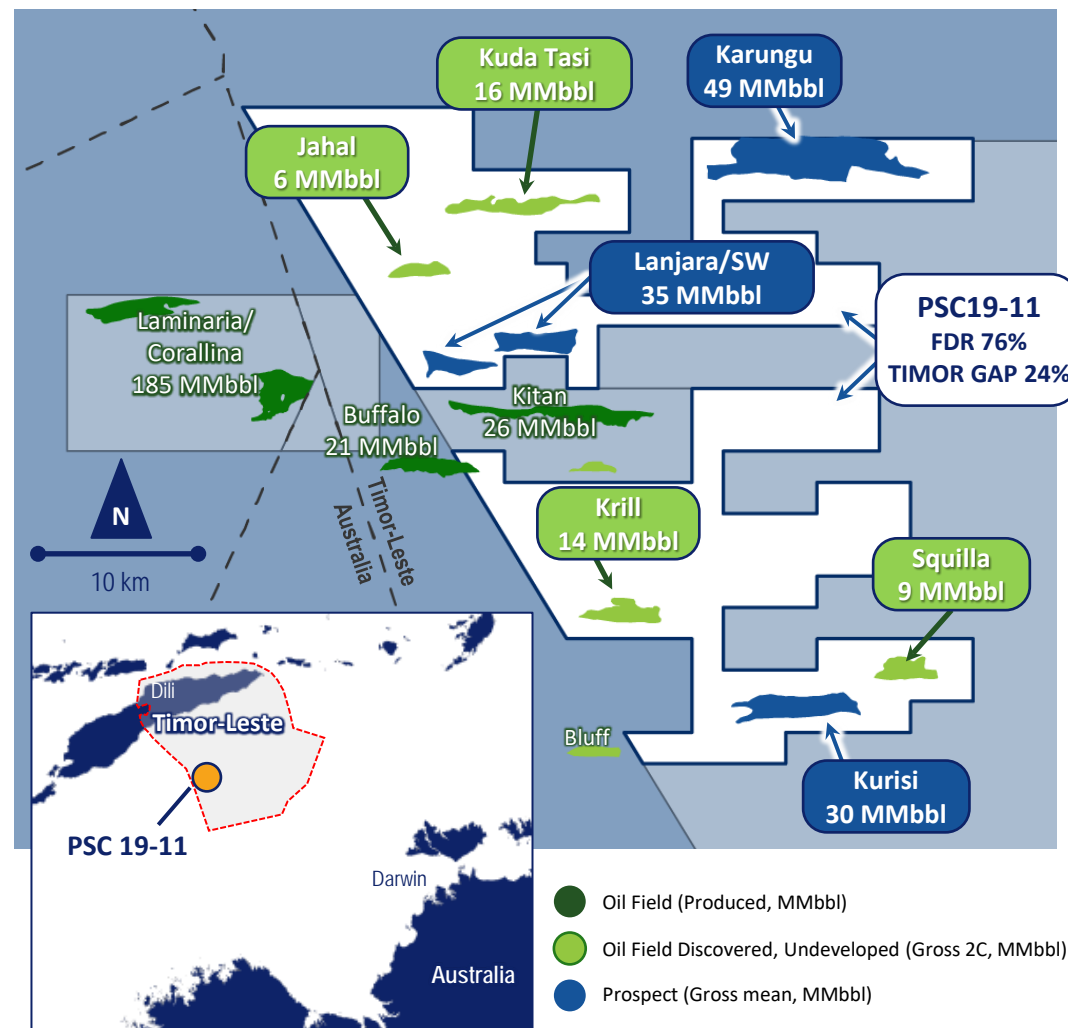 Kuda Tasi
16 MMbbl
Karungu
49 MMbbl
Jahal
6 MMbbl
Lanjara/SW
35 MMbbl
PSC19-11
FDR 76%
TIMOR GAP 24%
Laminaria/
Corallina
185 MMbbl
Buffalo
21 MMbbl
Kitan
26 MMbbl
Timor-Leste
Australia
N
10 km
Krill
14 MMbbl
Squilla
9 MMbbl
Bluff
Kurisi
30 MMbbl
Dili
Timor-Leste
PSC 19-11
Darwin
Australia
Oil Field (Produced, MMbbl)
Oil Field Discovered, Undeveloped (Gross 2C, MMbbl)
Prospect (Gross mean, MMbbl)